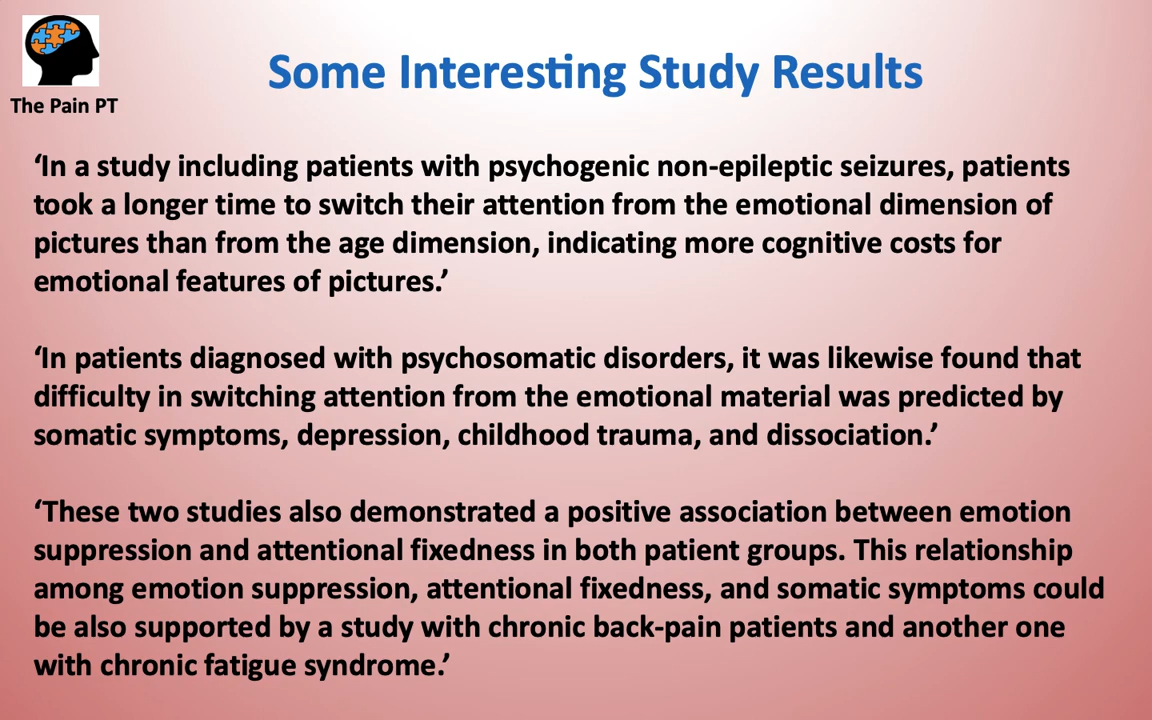 The Pain PT
Some Interesting Study Results
‘In a study including patients with psychogenic non-epileptic seizures, patients
took a longer time to switch their attention from the emotional dimension of
pictures than from the age dimension, indicating more cognitive costs for
emotional features of pictures.’
‘In patients diagnosed with psychosomatic disorders, it was likewise found that
difficulty in switching attention from the emotional material was predicted by
somatic symptoms, depression, childhood trauma, and dissociation.’
‘These two studies also demonstrated a positive association between emotion
suppression and attentional fixedness in both patient groups. This relationship
among emotion suppression, attentional fixedness, and somatic symptoms could
be also supported by a study with chronic back-pain patients and another one
with chronic fatigue syndrome.’